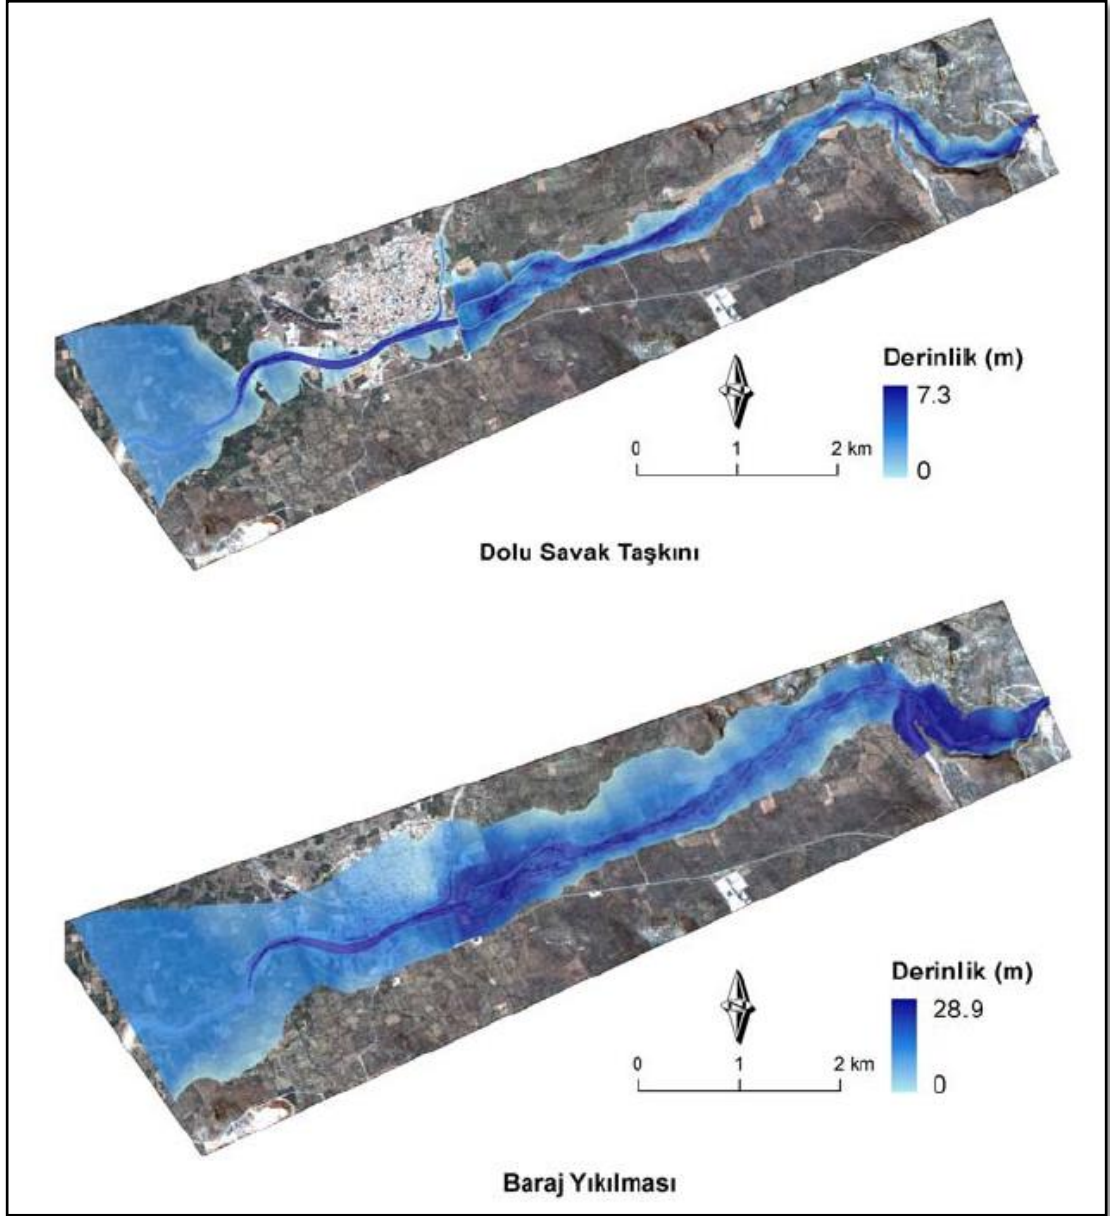 Derinlik (m)
7.3
0
0 1 2 km
Dolu Savak Taşkını
Derinlik (m)
28.9
0
0 1 2 km
Baraj Yıkılması